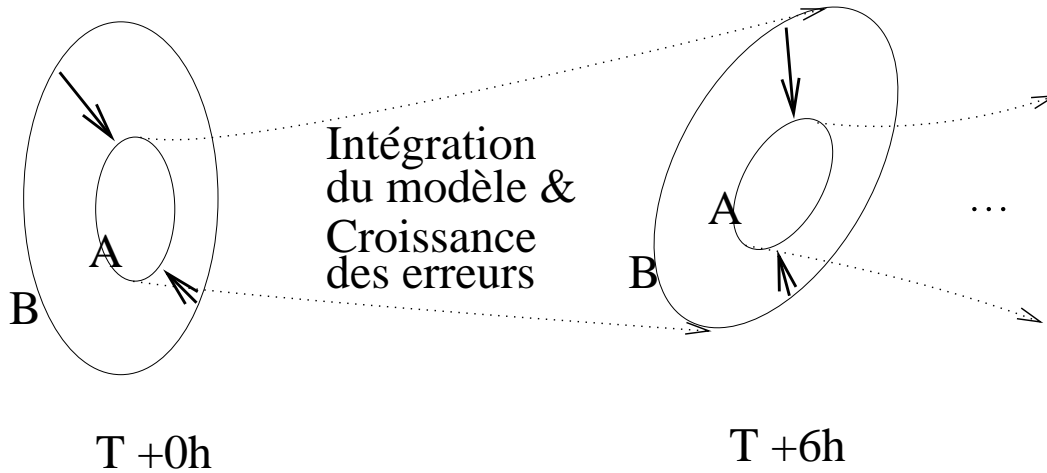 Intégration
du modèle &
Croissance
des erreurs
A
B
A
B
...
T +0h
T +6h